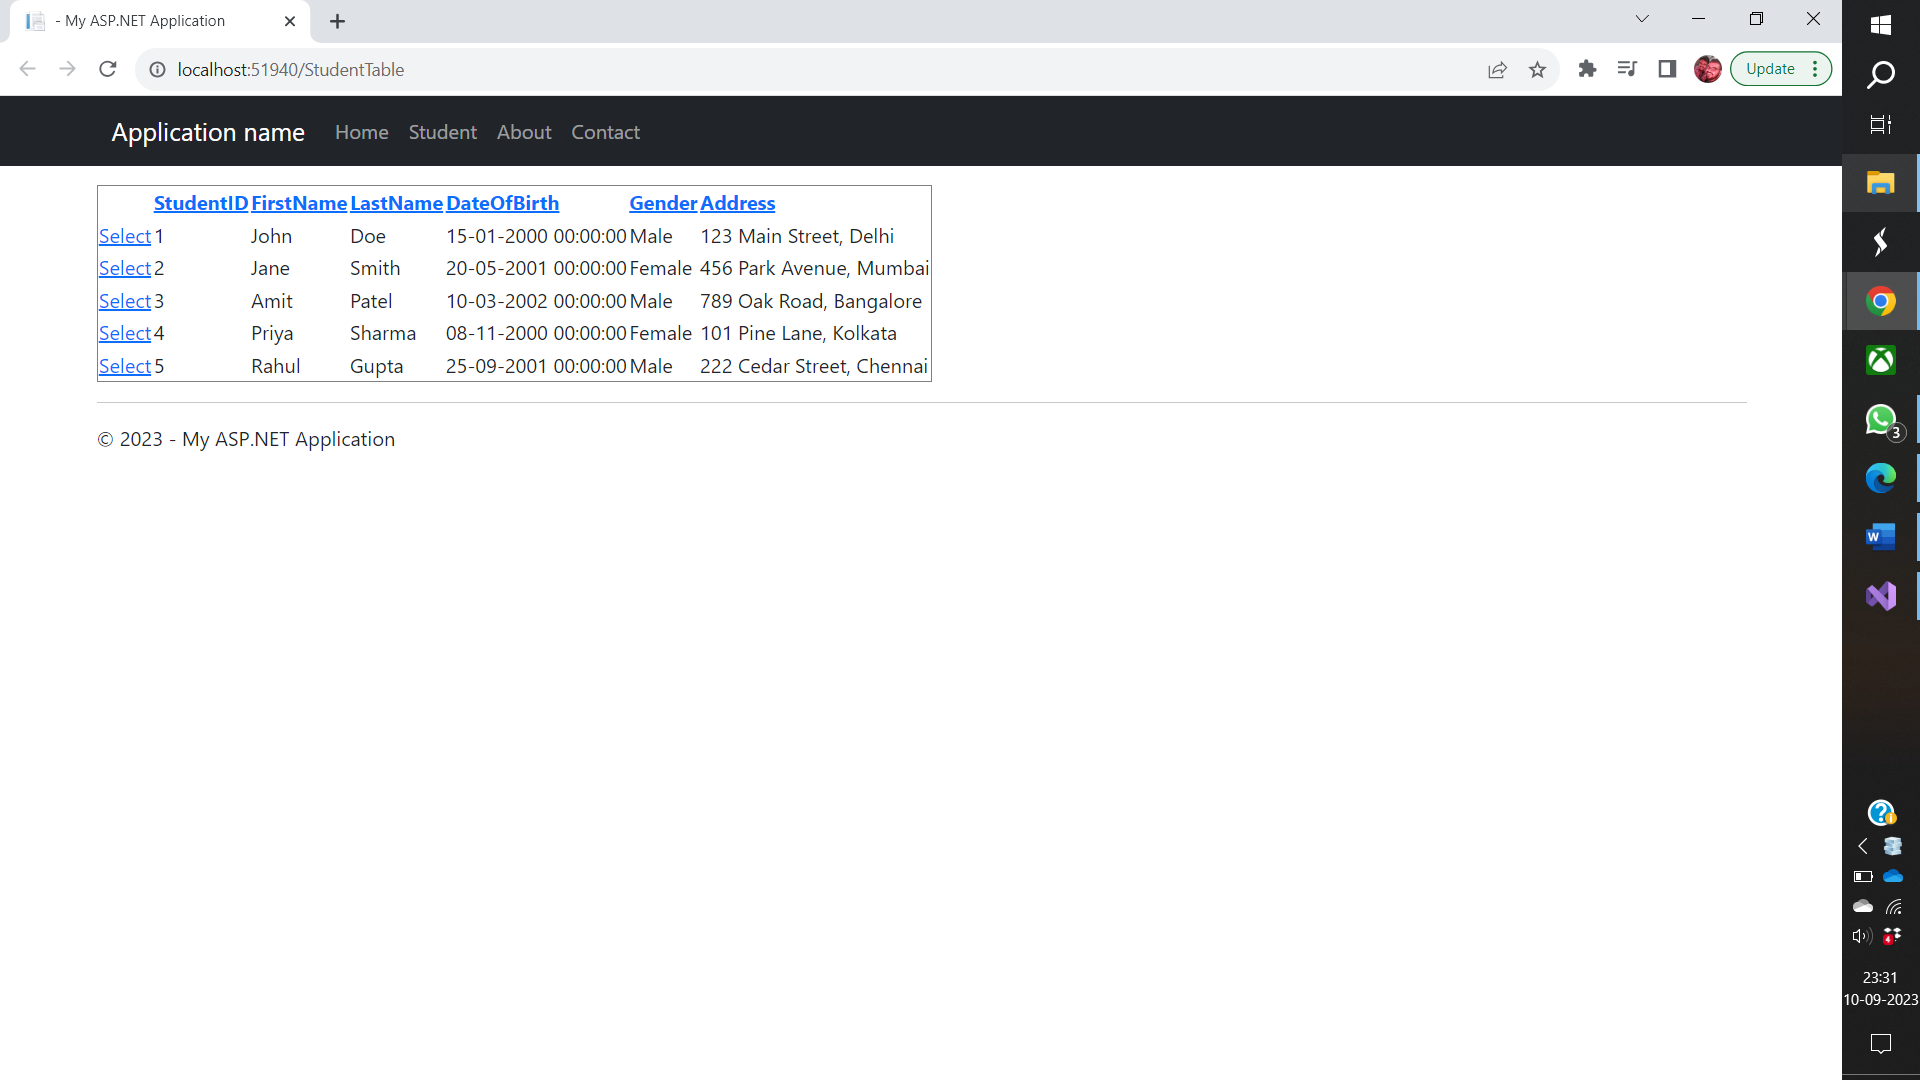 - My ASP.NET Application
localhost:51940/StudentTable
Update
Application name Home Student About Contact
StudentID FirstName LastName DateOfBirth Gender Address
Select 1 John Doe 15-01-2000 00:00:00 Male 123 Main Street, Delhi
Select 2 Jane Smith 20-05-2001 00:00:00 Female 456 Park Avenue, Mumbai
Select 3 Amit Patel 10-03-2002 00:00:00 Male 789 Oak Road, Bangalore
Select 4 Priya Sharma 08-11-2000 00:00:00 Female 101 Pine Lane, Kolkata
Select 5 Rahul Gupta 25-09-2001 00:00:00 Male 222 Cedar Street, Chennai
© 2023 - My ASP.NET Application
3
W
4
23:31
10-09-2023